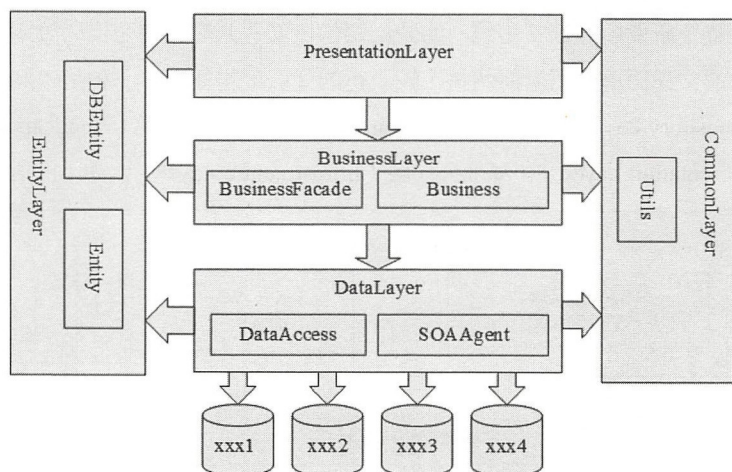 PresentationLayer
DBEntity
EntityLayer
Entity
BusinessLayer
BusinessFacade
Business
CommonLayer
Utils
DataLayer
DataAccess
SOAAgent
xxx1
xxx2
xxx3
xxx4